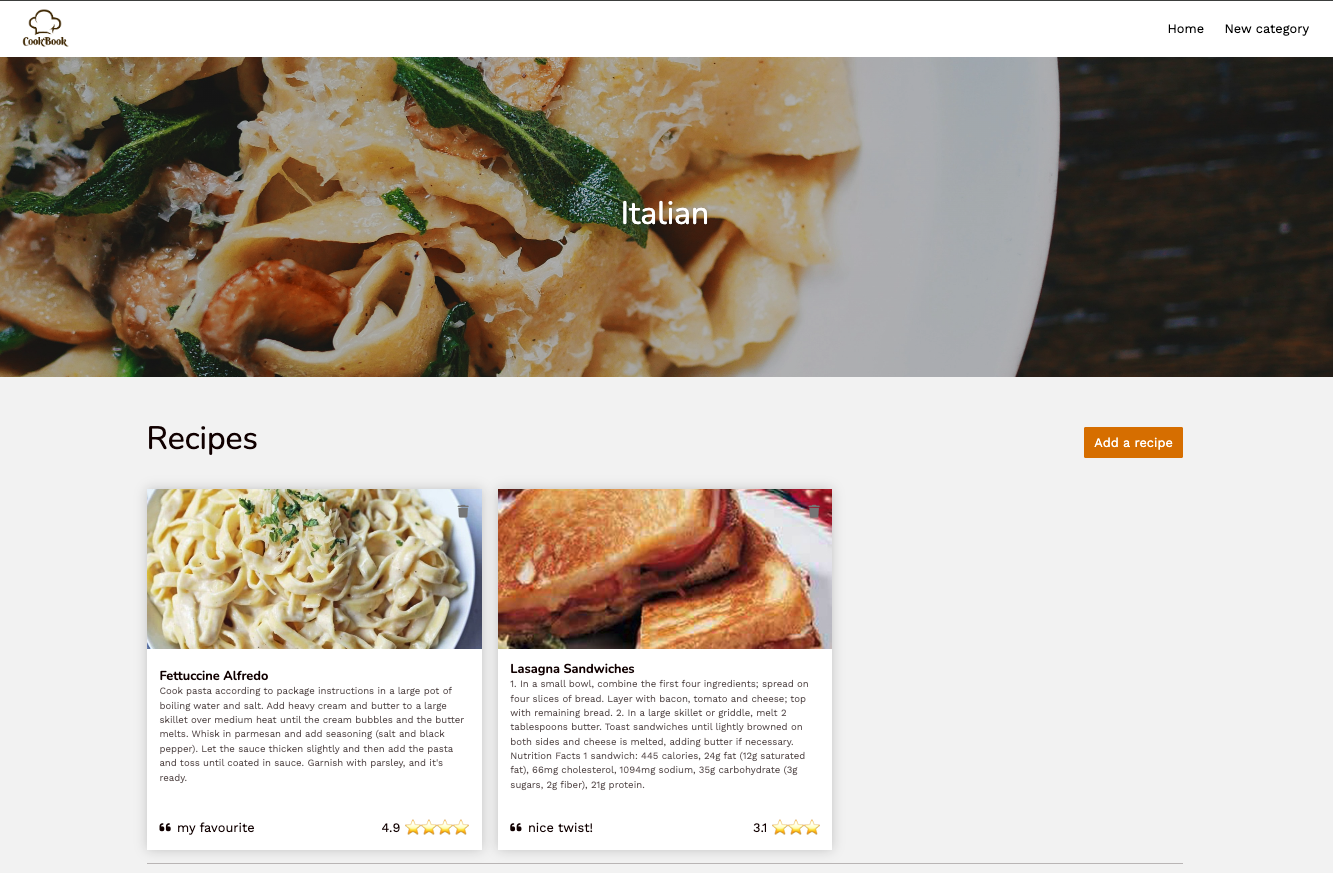 CookBook
Home
New category
Italian
Recipes
Add a recipe
Fettuccine Alfredo
Cook pasta according to package instructions in a large pot of
boiling water and salt. Add heavy cream and butter to a large
skillet over medium heat until the cream bubbles and the butter
melts. Whisk in parmesan and add seasoning (salt and black
pepper). Let the sauce thicken slightly and then add the pasta
and toss until coated in sauce. Garnish with parsley, and it's
ready.
my favourite
4.9
Lasagna Sandwiches
1. In a small bowl, combine the first four ingredients; spread on
four slices of bread. Layer with bacon, tomato and cheese; top
with remaining bread. 2. In a large skillet or griddle, melt 2
tablespoons butter. Toast sandwiches until lightly browned on
both sides and cheese is melted, adding butter if necessary.
Nutrition Facts 1 sandwich: 445 calories, 24g fat (12g saturated
fat), 66mg cholesterol, 1094mg sodium, 35g carbohydrate (3g
sugars, 2g fiber), 21g protein.
nice twist!
3.1